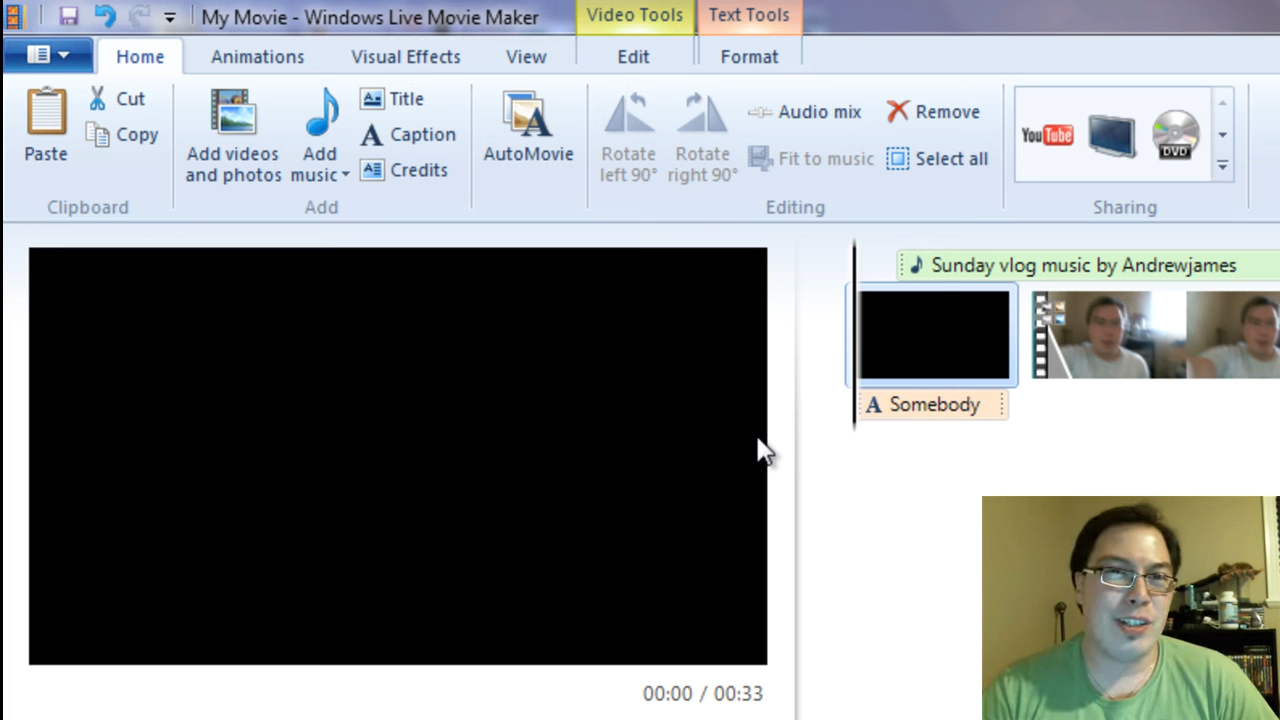 My Movie - Windows Live Movie Maker
Video Tools
Text Tools
Home
Animations
Visual Effects
View
Edit
Format
Paste
Cut
Copy
Clipboard
Add videos
and photos
Add
music
Title
Caption
Credits
Add
AutoMovie
Rotate
left 90°
Rotate
right 90°
Audio mix
Fit to music
Remove
Select all
Editing
YouTube
DVD
Sharing
Sunday vlog music by Andrewjames
A Somebody
00:00 / 00:33